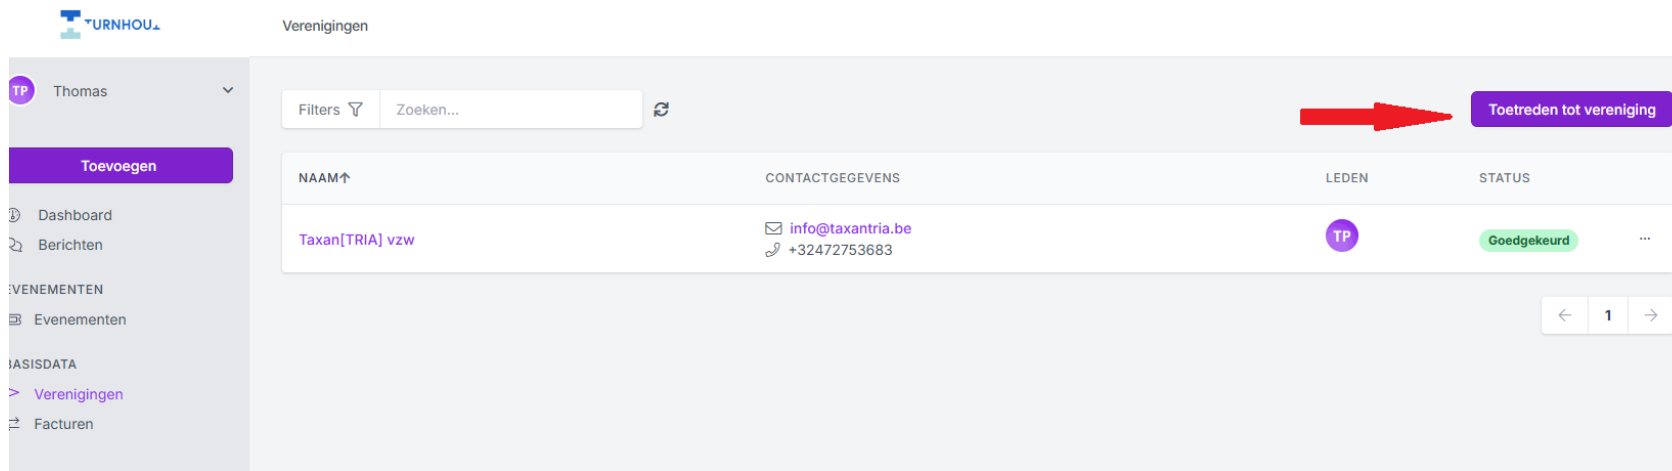 TURNHOUT
Verenigingen
TP Thomas
Toevoegen
Dashboard
Berichten
EVENEMENTEN
Evenementen
BASISDATA
Verenigingen
Facturen
Filters Zoeken...
Toetreden tot vereniging
NAAM↑ CONTACTGEGEVENS LEDEN STATUS
Taxan[TRIA] vzw info@taxantria.be TP Goedgekeurd ...
+32472753683
← 1 →